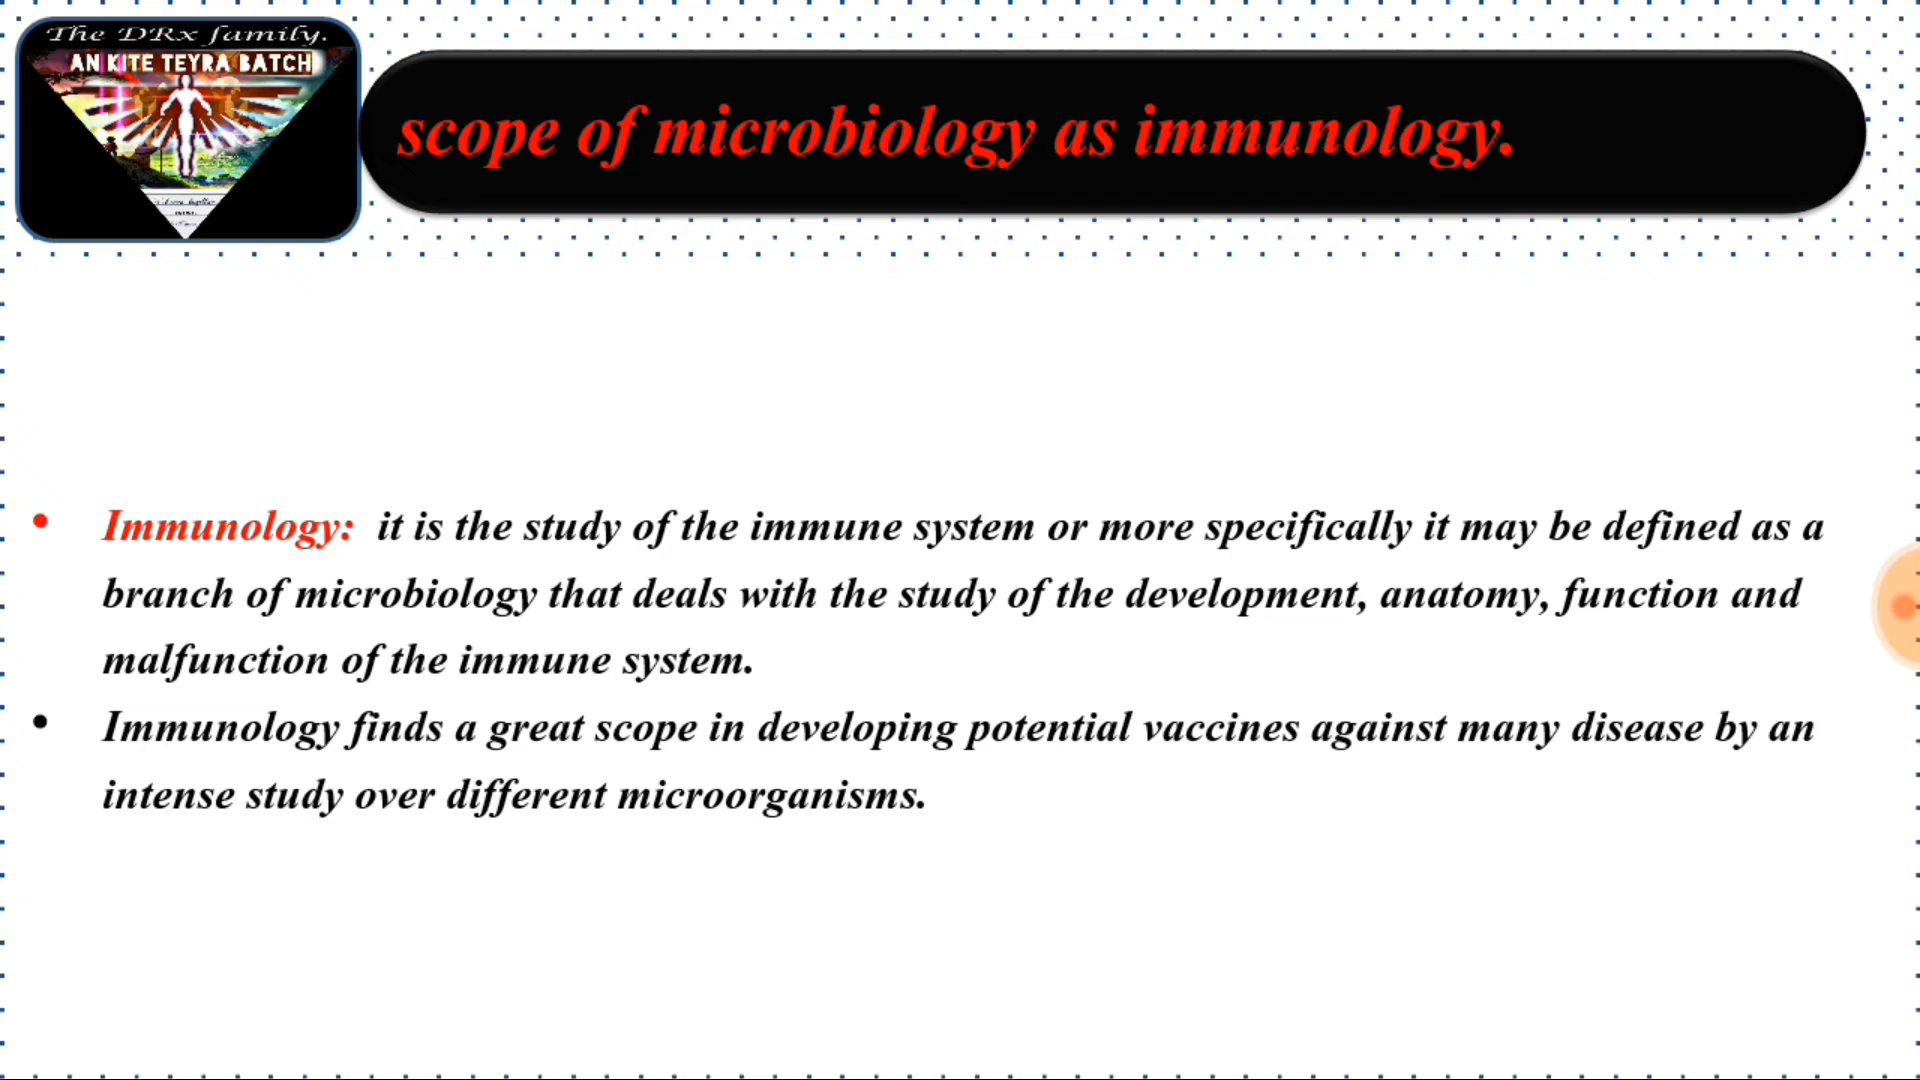 The DRx family.
AN KITE TEYRA BATCH
scope of microbiology as immunology.
• Immunology: it is the study of the immune system or more specifically it may be defined as a
branch of microbiology that deals with the study of the development, anatomy, function and
malfunction of the immune system.
• Immunology finds a great scope in developing potential vaccines against many disease by an
intense study over different microorganisms.